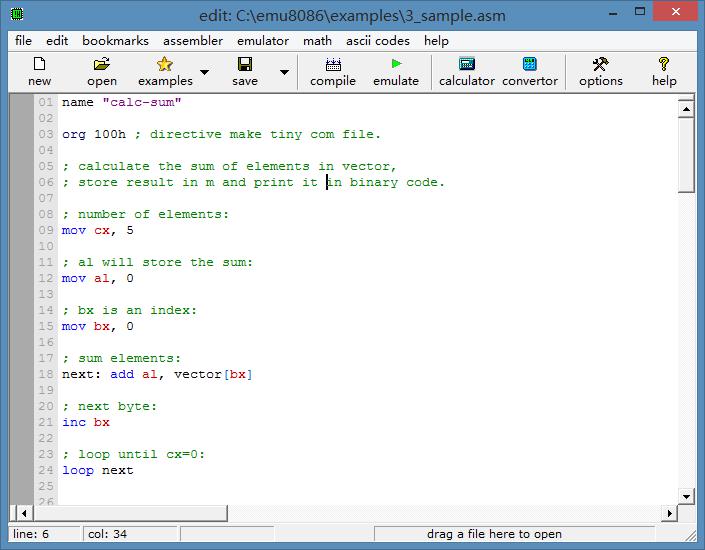 edit: C:\emu8086\examples\3_sample.asm
file edit bookmarks assembler emulator math ascii codes help
new open examples save compile emulate calculator convertor options help
01 name "calc-sum"
02
03 org 100h ; directive make tiny com file.
04
05 ; calculate the sum of elements in vector,
06 ; store result in m and print it in binary code.
07
08 ; number of elements:
09 mov cx, 5
10
11 ; al will store the sum:
12 mov al, 0
13
14 ; bx is an index:
15 mov bx, 0
16
17 ; sum elements:
18 next: add al, vector[bx]
19
20 ; next byte:
21 inc bx
22
23 ; loop until cx=0:
24 loop next
25
26
line: 6 col: 34 drag a file here to open